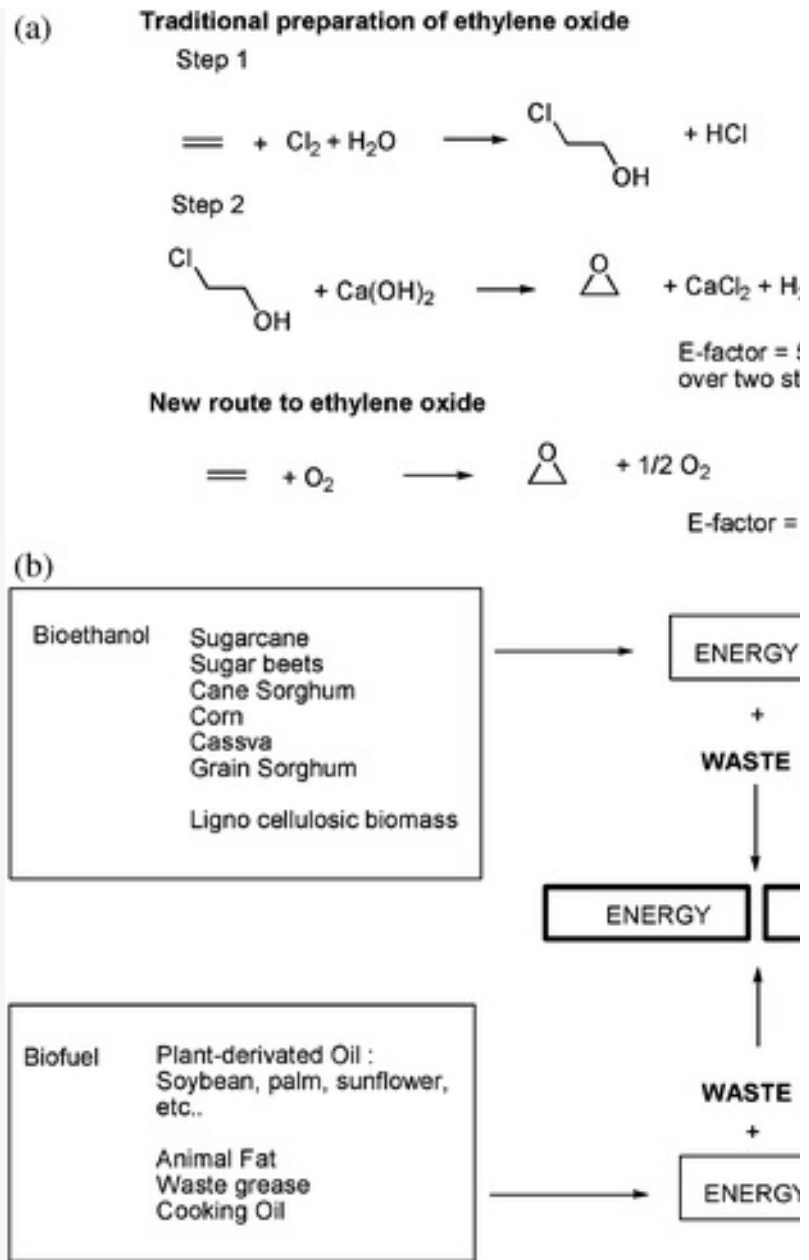 (a)
Traditional preparation of ethylene oxide
Step 1
+ Cl₂ + H₂O
Cl
OH
+ HCl
Step 2
Cl
OH
+ Ca(OH)₂
O
+ CaCl₂ + H
E-factor =
over two st
New route to ethylene oxide
+ O₂
O
+ 1/2 O₂
E-factor =
(b)
Bioethanol
Sugarcane
Sugar beets
Cane Sorghum
Corn
Cassva
Grain Sorghum
Ligno cellulosic biomass
ENERGY
+
WASTE
ENERGY
Biofuel
Plant-derivated Oil :
Soybean, palm, sunflower,
etc..
Animal Fat
Waste grease
Cooking Oil
WASTE
+
ENERGY